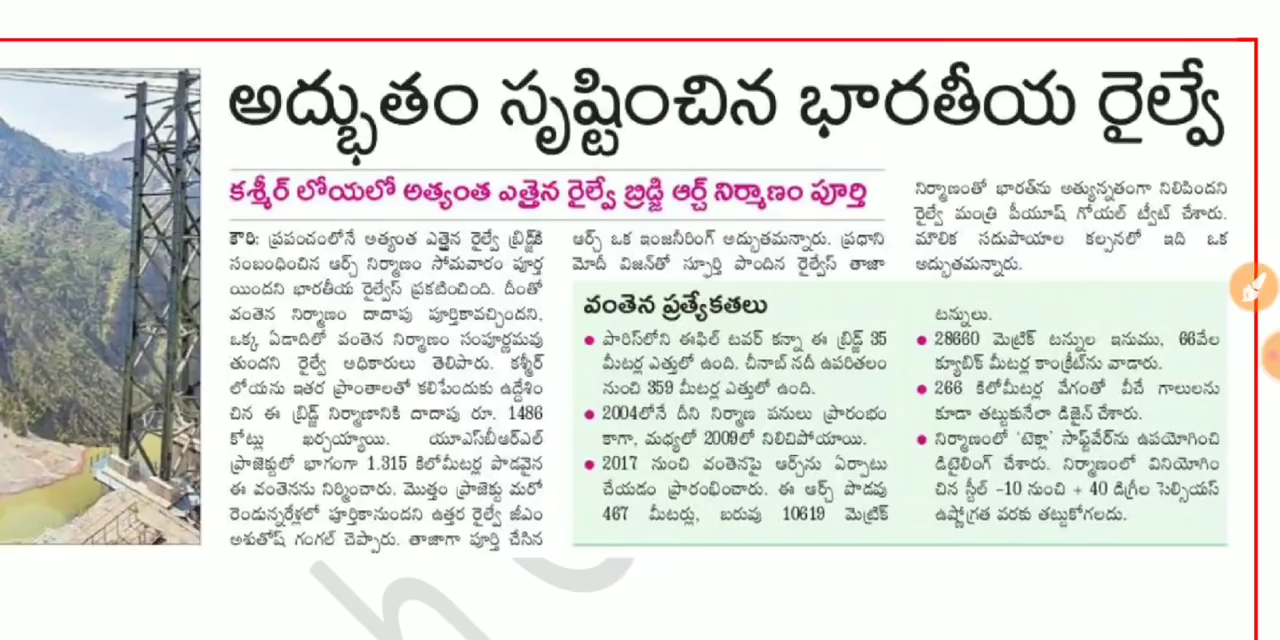 అద్భుతం సృష్టించిన భారతీయ రైల్వే
కశ్మీర్ లోయలో అత్యంత ఎత్తైన రైల్వే బ్రిడ్జి ఆర్చ్ నిర్మాణం పూర్తి
కౌరి: ప్రపంచంలోనే అత్యంత ఎత్తైన రైల్వే బ్రిడ్జ్‌కి
సంబంధించిన ఆర్చ్ నిర్మాణం సోమవారం పూర్త
యిందని భారతీయ రైల్వేస్ ప్రకటించింది. దీంతో
వంతెన నిర్మాణం దాదాపు పూర్తికావచ్చిందని,
ఒక్క ఏడాదిలో వంతెన నిర్మాణం సంపూర్ణమవు
తుందని రైల్వే అధికారులు తెలిపారు. కశ్మీర్
లోయను ఇతర ప్రాంతాలతో కలిపేందుకు ఉద్దేశిం
చిన ఈ బ్రిడ్జ్ నిర్మాణానికి దాదాపు రూ. 1486
కోట్లు ఖర్చయ్యాయి. యూఎస్‌బీఆర్ఎల్
ప్రాజెక్టులో భాగంగా 1.315 కిలోమీటర్ల పొడవైన
ఈ వంతెనను నిర్మించారు. మొత్తం ప్రాజెక్టు మరో
రెండున్నరేళ్లలో పూర్తికానుందని ఉత్తర రైల్వే జీఎం
అశుతోష్ గంగల్ చెప్పారు. తాజాగా పూర్తి చేసిన
ఆర్చ్ ఒక ఇంజనీరింగ్ అద్భుతమన్నారు. ప్రధాని
మోదీ విజన్‌తో స్ఫూర్తి పొందిన రైల్వేస్ తాజా
నిర్మాణంతో భారత్‌ను అత్యున్నతంగా నిలిపిందని
రైల్వే మంత్రి పీయూష్ గోయల్ ట్వీట్ చేశారు.
మౌలిక సదుపాయాల కల్పనలో ఇది ఒక
అద్భుతమన్నారు.
వంతెన ప్రత్యేకతలు
● పారిస్‌లోని ఈఫిల్ టవర్ కన్నా ఈ బ్రిడ్జ్ 35
మీటర్ల ఎత్తులో ఉంది. చీనాబ్ నదీ ఉపరితలం
నుంచి 359 మీటర్ల ఎత్తులో ఉంది.
● 2004లోనే దీని నిర్మాణ పనులు ప్రారంభం
కాగా, మధ్యలో 2009లో నిలిచిపోయాయి.
● 2017 నుంచి వంతెనపై ఆర్చ్‌ను ఏర్పాటు
చేయడం ప్రారంభించారు. ఈ ఆర్చ్ పొడవు
467 మీటర్లు, బరువు 10619 మెట్రిక్
టన్నులు.
● 28660 మెట్రిక్ టన్నుల ఇనుము, 66వేల
క్యూబిక్ మీటర్ల కాంక్రీట్‌ను వాడారు.
● 266 కిలోమీటర్ల వేగంతో వీచే గాలులను
కూడా తట్టుకునేలా డిజైన్ చేశారు.
● నిర్మాణంలో 'టెక్లా' సాఫ్ట్‌వేర్‌ను ఉపయోగించి
డిటైలింగ్ చేశారు. నిర్మాణంలో వినియోగిం
చిన స్టీల్ -10 నుంచి + 40 డిగ్రీల సెల్సియస్
ఉష్ణోగ్రత వరకు తట్టుకోగలదు.